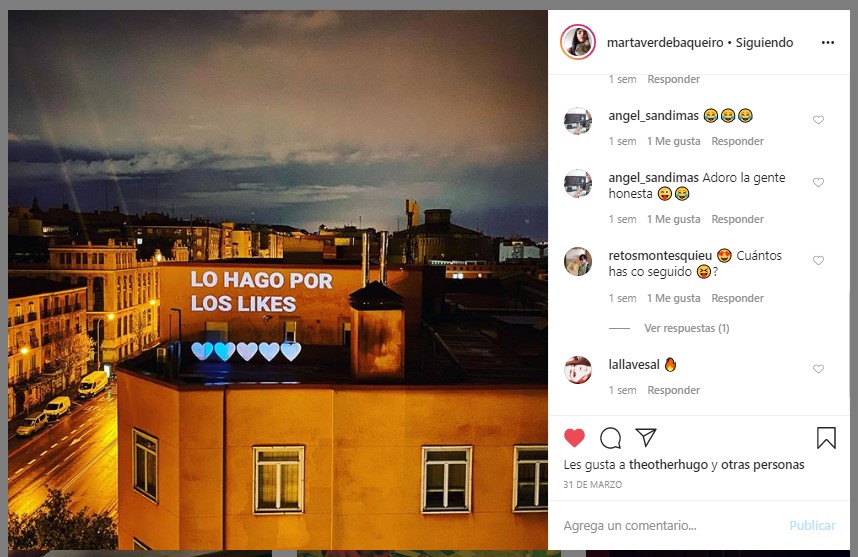 martaverdebaqueiro • Siguiendo
1 sem Responder
angel_sandimas 😂😂😂
1 sem 1 Me gusta Responder
angel_sandimas Adoro la gente
honesta 😜😂
1 sem 1 Me gusta Responder
retosmontesquieu 😍 Cuántos
has co seguido 😝?
1 sem 1 Me gusta Responder
Ver respuestas (1)
lallavesal 🔥
1 sem Responder
Les gusta a theotherhugo y otras personas
31 DE MARZO
Agrega un comentario... Publicar
LO HAGO POR
LOS LIKES